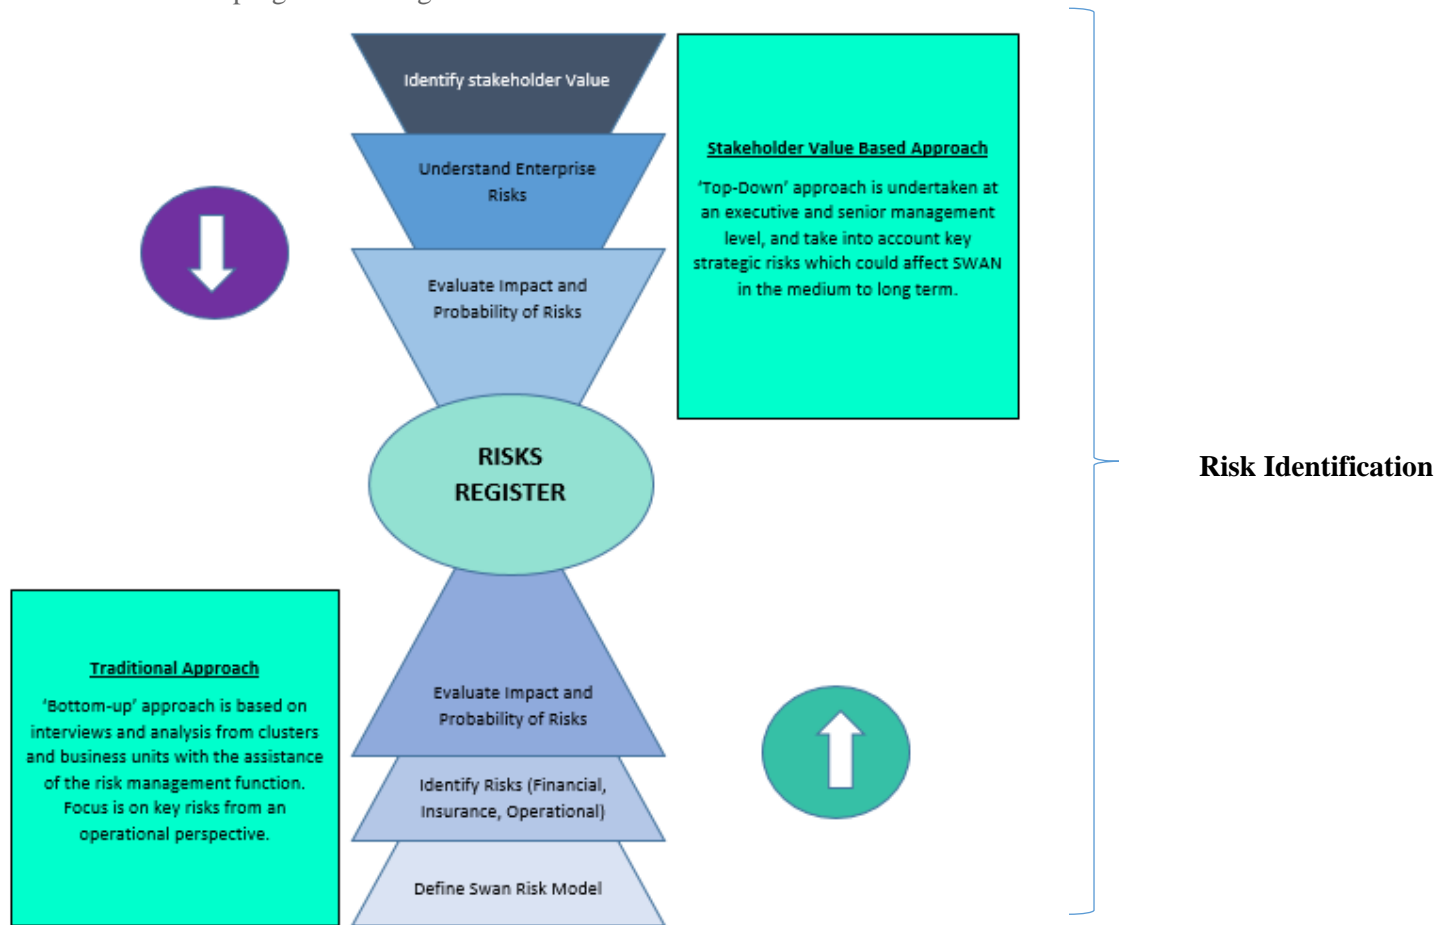 Identify stakeholder Value
Understand Enterprise
Risks
Evaluate Impact and
Probability of Risks
Stakeholder Value Based Approach
'Top-Down' approach is undertaken at
an executive and senior management
level, and take into account key
strategic risks which could affect SWAN
in the medium to long term.
RISKS
REGISTER
Risk Identification
Traditional Approach
'Bottom-up' approach is based on
interviews and analysis from clusters
and business units with the assistance
of the risk management function.
Focus is on key risks from an
operational perspective.
Evaluate Impact and
Probability of Risks
Identify Risks (Financial,
Insurance, Operational)
Define Swan Risk Model